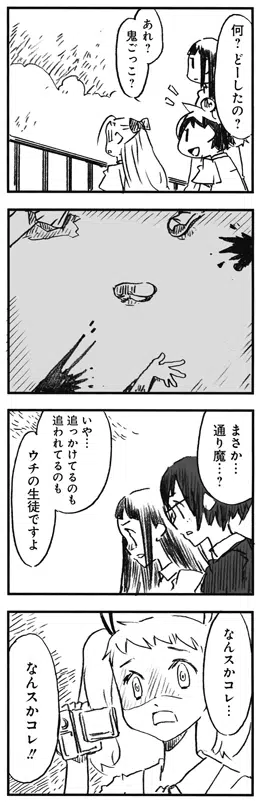 何？どーしたの？
あれ？
鬼ごっこ？
まさか…
通り魔…？
いや…
追っかけてるのも
追われてるのも
ウチの生徒ですよ
なんスかコレ…
なんスかコレ!!